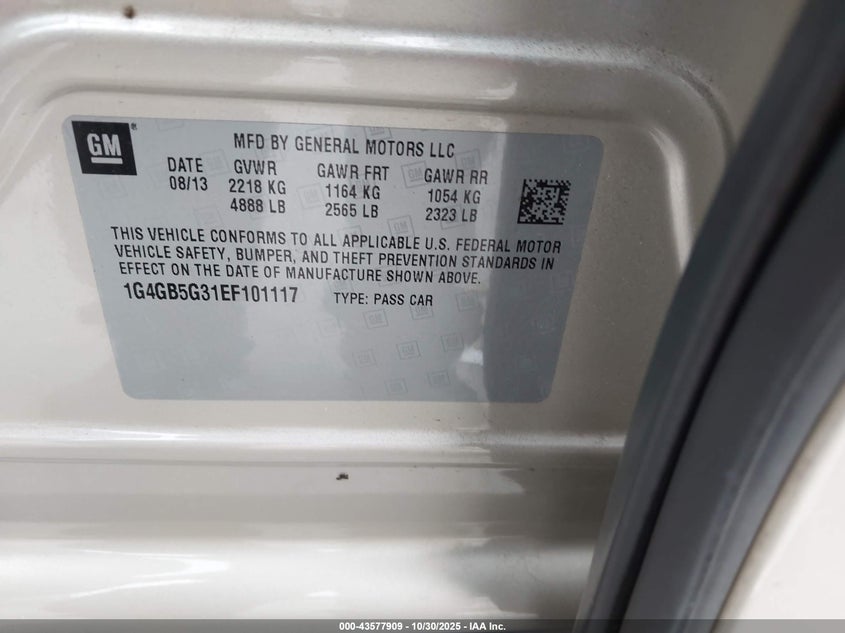 GM ®
MFD BY GENERAL MOTORS LLC
DATE GVWR GAWR FRT GAWR RR
08/13 2218 KG 1164 KG 1054 KG
4888 LB 2565 LB 2323 LB
THIS VEHICLE CONFORMS TO ALL APPLICABLE U.S. FEDERAL MOTOR
VEHICLE SAFETY, BUMPER, AND THEFT PREVENTION STANDARDS IN
EFFECT ON THE DATE OF MANUFACTURE SHOWN ABOVE.
1G4GB5G31EF101117 TYPE: PASS CAR
000-43577909 - 10/30/2025 - IAA Inc.